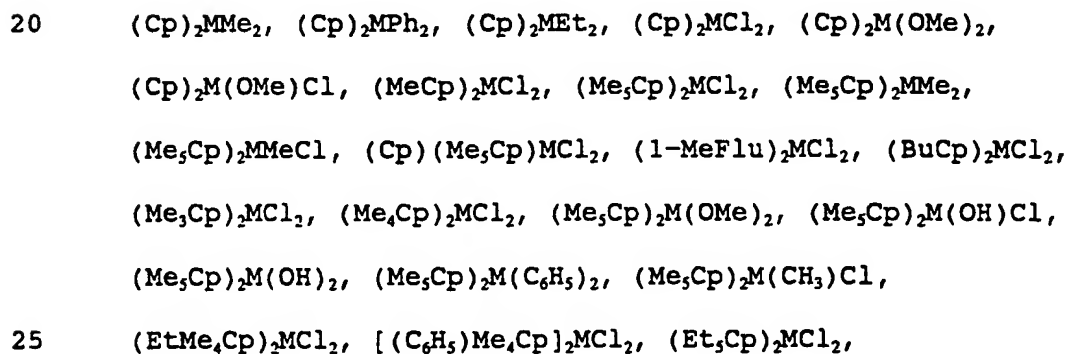 20 (Cp)₂MMe₂, (Cp)₂MPh₂, (Cp)₂MEt₂, (Cp)₂MCl₂, (Cp)₂M(OMe)₂,
(Cp)₂M(OMe)Cl, (MeCp)₂MCl₂, (Me₅Cp)₂MCl₂, (Me₅Cp)₂MMe₂,
(Me₅Cp)₂MMeCl, (Cp)(Me₅Cp)MCl₂, (1-MeFlu)₂MCl₂, (BuCp)₂MCl₂,
(Me₃Cp)₂MCl₂, (Me₄Cp)₂MCl₂, (Me₅Cp)₂M(OMe)₂, (Me₅Cp)₂M(OH)Cl,
(Me₅Cp)₂M(OH)₂, (Me₅Cp)₂M(C₆H₅)₂, (Me₅Cp)₂M(CH₃)Cl,
25 (EtMe₄Cp)₂MCl₂, [(C₆H₅)Me₄Cp]₂MCl₂, (Et₅Cp)₂MCl₂,